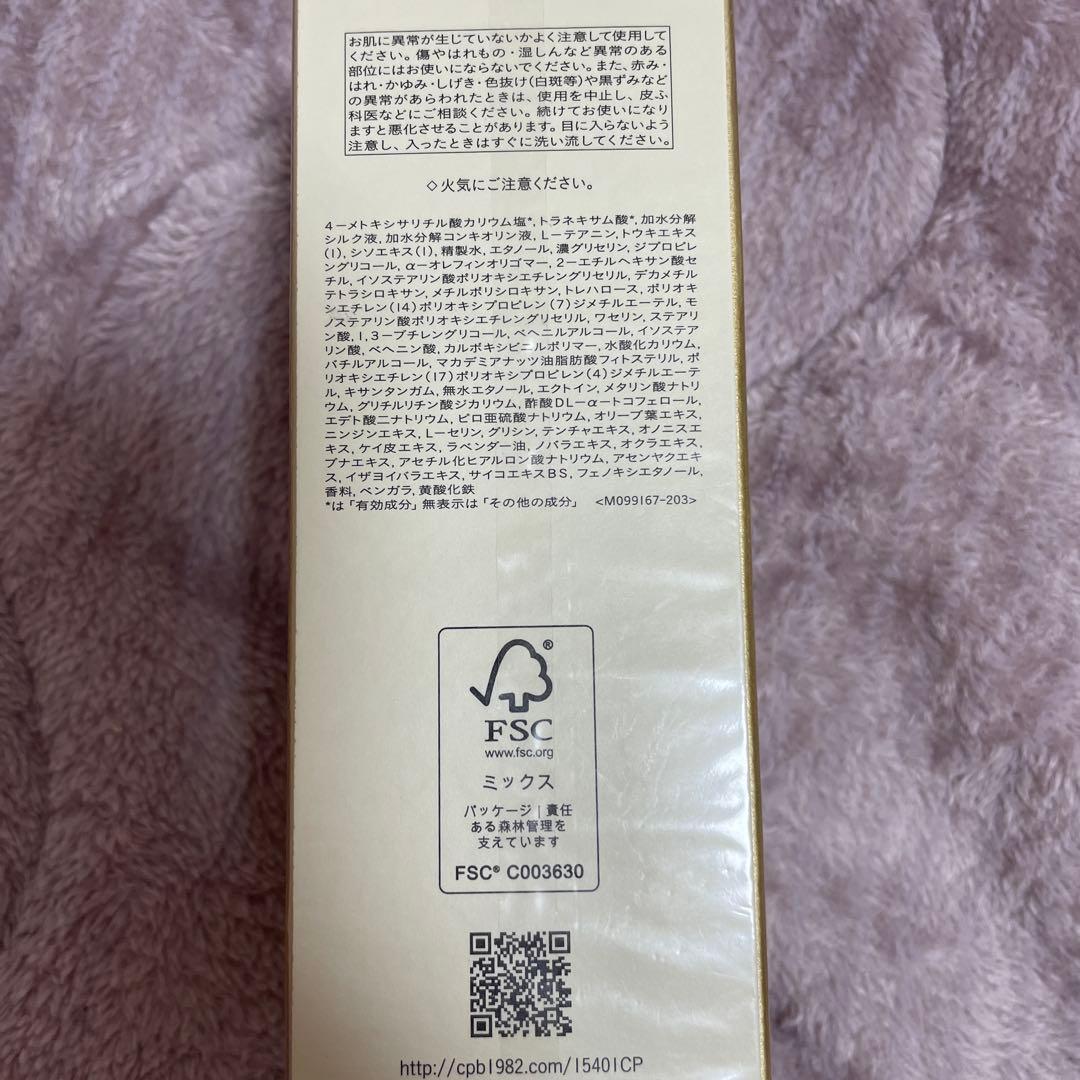 お肌に異常が生じていないかよく注意して使用して
ください。傷やはれもの・湿しんなど異常のある
部位にはお使いにならないでください。また、赤み・
はれ・かゆみ・しげき・色抜け(白斑等)や黒ずみなど
の異常があらわれたときは、使用を中止し、皮ふ
科医などにご相談ください。続けてお使いになり
ますと悪化させることがあります。目に入らないよう
注意し、入ったときはすぐに洗い流してください。
◇火気にご注意ください。
4ーメトキシサリチル酸カリウム塩*,トラネキサム酸*,加水分解
シルク液,加水分解コンキオリン液,Lーテアニン,トウキエキス
(1),シソエキス(1),精製水,エタノール,濃グリセリン,ジプロピレ
ングリコール,αーオレフィンオリゴマー,2ーエチルヘキサン酸セ
チル,イソステアリン酸ポリオキシエチレングリセリル,デカメチル
テトラシロキサン,メチルポリシロキサン,トレハロース,ポリオキ
シエチレン(14)ポリオキシプロピレン(7)ジメチルエーテル,モ
ノステアリン酸ポリオキシエチレングリセリル,ワセリン,ステアリ
ン酸,1,3ーブチレングリコール,ベヘニルアルコール,イソステア
リン酸,ベヘニン酸,カルボキシビニルポリマー,水酸化カリウム,
バチルアルコール,マカデミアナッツ油脂肪酸フィトステリル,ポ
リオキシエチレン(17)ポリオキシプロピレン(4)ジメチルエーテ
ル,キサンタンガム,無水エタノール,エクトイン,メタリン酸ナトリ
ウム,グリチルリチン酸ジカリウム,酢酸DLーαートコフェロール,
エデト酸二ナトリウム,ピロ亜硫酸ナトリウム,オリーブ葉エキス,
ニンジンエキス,Lーセリン,グリシン,テンチャエキス,オノニスエ
キス,ケイ皮エキス,ラベンダー油,ノバラエキス,オクラエキス,
ブナエキス,アセチル化ヒアルロン酸ナトリウム,アセンヤクエキ
ス,イザヨイバラエキス,サイコエキスBS,フェノキシエタノール,
香料,ベンガラ,黄酸化鉄
*は「有効成分」無表示は「その他の成分」 <M099167-203>
®
FSC
www.fsc.org
ミックス
パッケージ|責任
ある森林管理を
支えています
FSC® C003630
http://cpb1982.com/15401CP